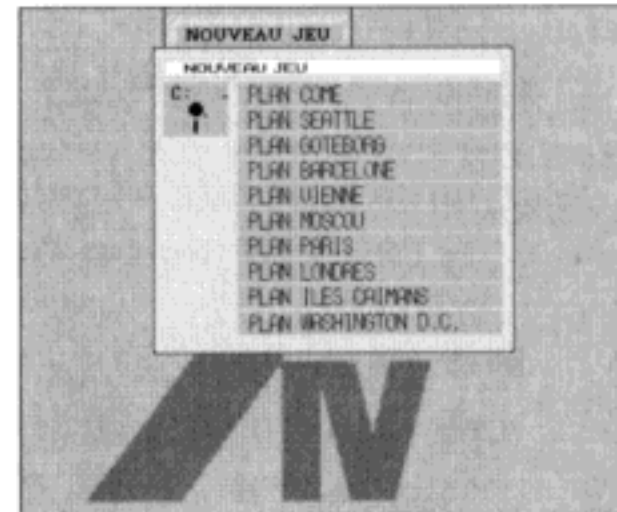 NOUVEAU JEU
NOUVEAU JEU
C:
PLAN COME
PLAN SEATTLE
PLAN GOTEBORG
PLAN BARCELONE
PLAN VIENNE
PLAN MOSCOU
PLAN PARIS
PLAN LONDRES
PLAN ILES CAIMANS
PLAN WASHINGTON D.C.